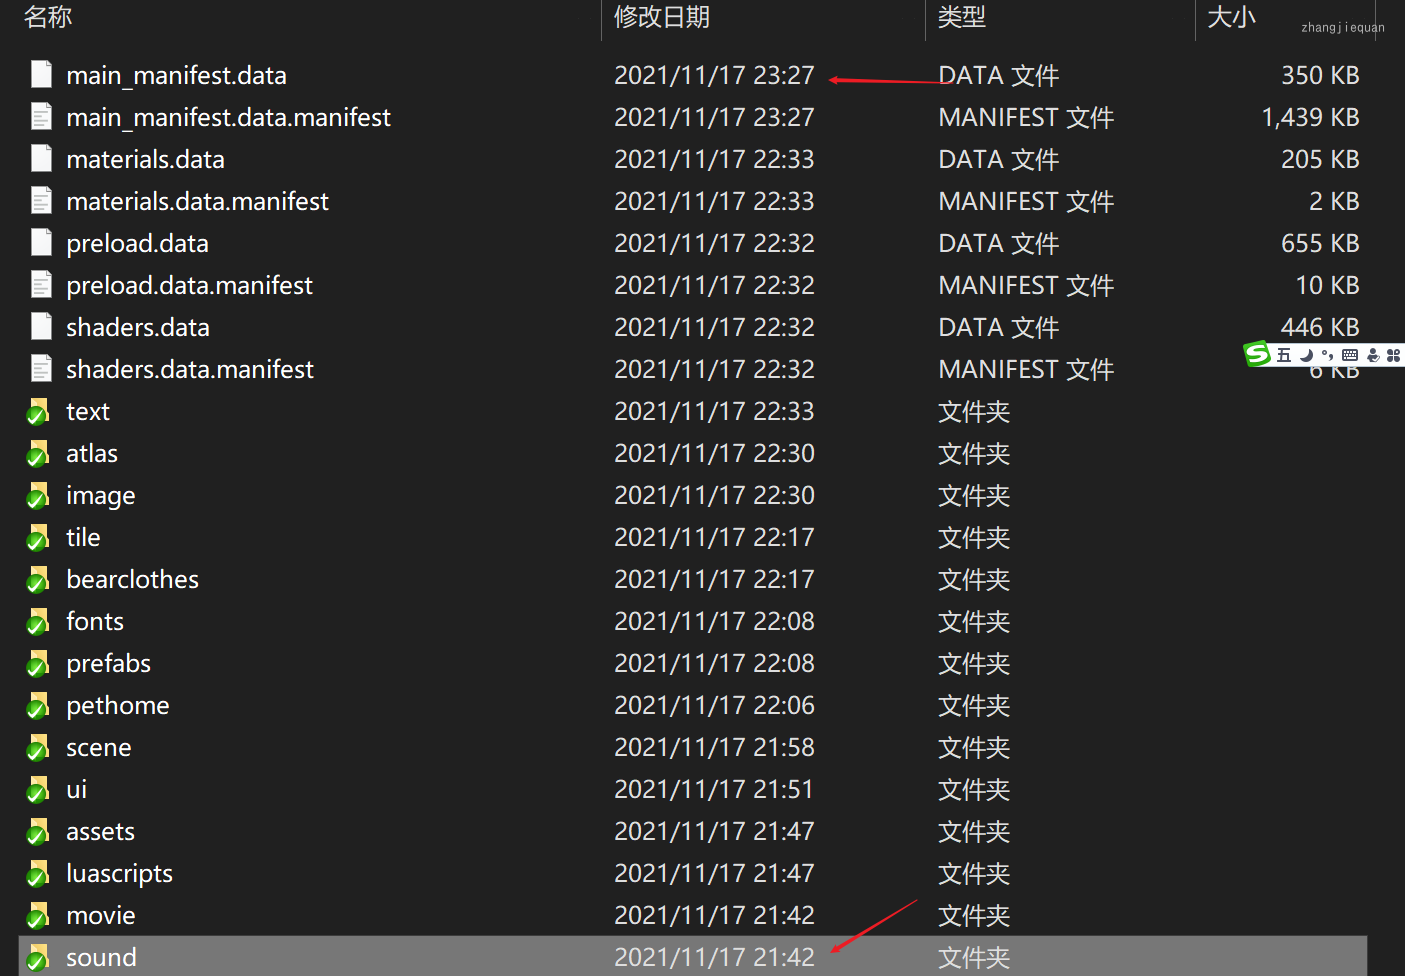 名称 修改日期 类型 大小
zhangjiequan
main_manifest.data 2021/11/17 23:27 DATA 文件 350 KB
main_manifest.data.manifest 2021/11/17 23:27 MANIFEST 文件 1,439 KB
materials.data 2021/11/17 22:33 DATA 文件 205 KB
materials.data.manifest 2021/11/17 22:33 MANIFEST 文件 2 KB
preload.data 2021/11/17 22:32 DATA 文件 655 KB
preload.data.manifest 2021/11/17 22:32 MANIFEST 文件 10 KB
shaders.data 2021/11/17 22:32 DATA 文件 446 KB
S 五
shaders.data.manifest 2021/11/17 22:32 MANIFEST 文件 6 KB
text 2021/11/17 22:33 文件夹
atlas 2021/11/17 22:30 文件夹
image 2021/11/17 22:30 文件夹
tile 2021/11/17 22:17 文件夹
bearclothes 2021/11/17 22:17 文件夹
fonts 2021/11/17 22:08 文件夹
prefabs 2021/11/17 22:08 文件夹
pethome 2021/11/17 22:06 文件夹
scene 2021/11/17 21:58 文件夹
ui 2021/11/17 21:51 文件夹
assets 2021/11/17 21:47 文件夹
luascripts 2021/11/17 21:47 文件夹
movie 2021/11/17 21:42 文件夹
sound 2021/11/17 21:42 文件夹